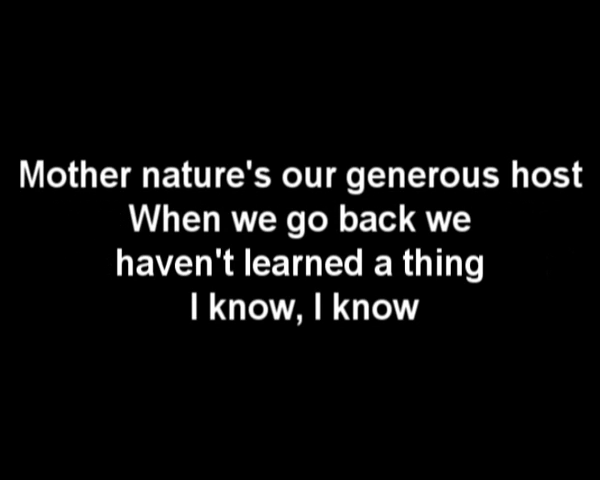 Mother nature's our generous host
When we go back we
haven't learned a thing
I know, I know